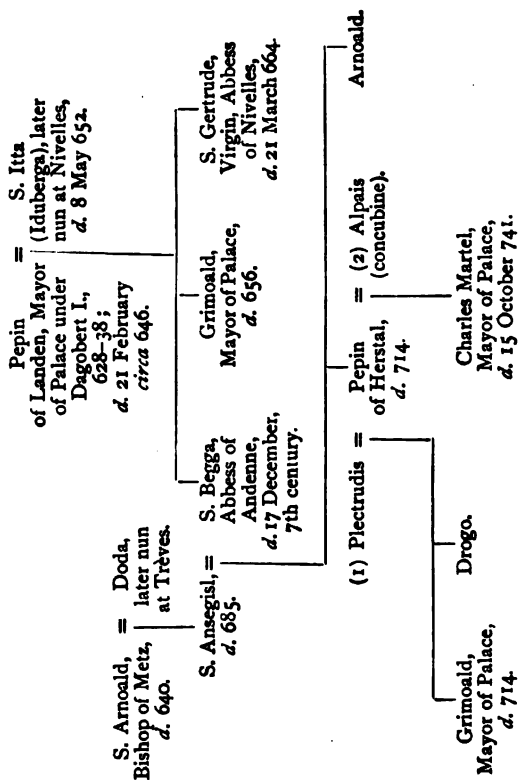 Pepin = S. Itta
of Landen, Mayor (Iduberga), later
of Palace under nun at Nivelles,
Dagobert I., d. 8 May 652.
628–38;
d. 21 February
circa 646.
S. Arnoald, = Doda,
Bishop of Metz, later nun
d. 640. at Trèves.
S. Ansegisl, =
d. 685.
S. Begga,
Abbess of
Andenne,
d. 17 December,
7th century.
Grimoald,
Mayor of Palace,
d. 656.
S. Gertrude,
Virgin, Abbess
of Nivelles,
d. 21 March 664.
(1) Plectrudis = Pepin = (2) Alpais
of Herstal, (concubine).
d. 714.
Arnoald.
Grimoald,
Mayor of Palace,
d. 714.
Drogo.
Charles Martel,
Mayor of Palace,
d. 15 October 741.